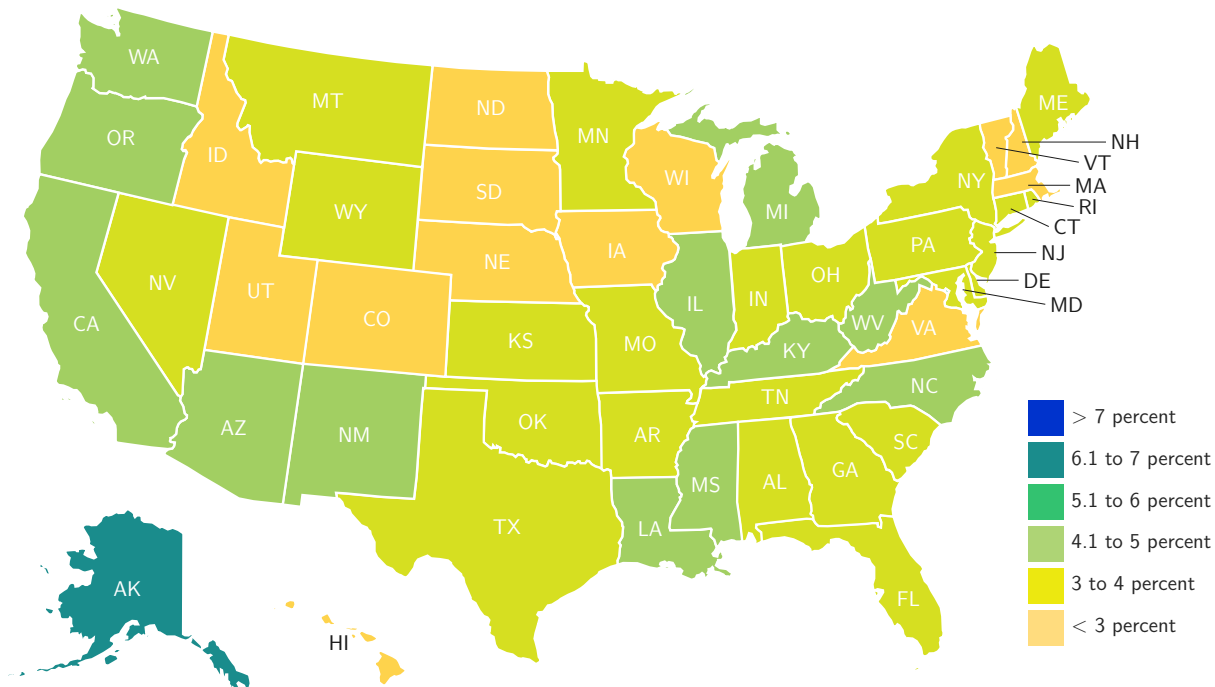 WA
OR
ID
MT
ND
MN
WI
MI
ME
NH
VT
MA
RI
CT
NY
NJ
DE
MD
PA
SD
WY
NE
IA
NV
UT
CO
CA
KS
MO
IL
IN
OH
WV
VA
KY
NC
TN
SC
AZ
NM
OK
AR
MS
AL
GA
TX
LA
FL
AK
HI
> 7 percent
6.1 to 7 percent
5.1 to 6 percent
4.1 to 5 percent
3 to 4 percent
< 3 percent